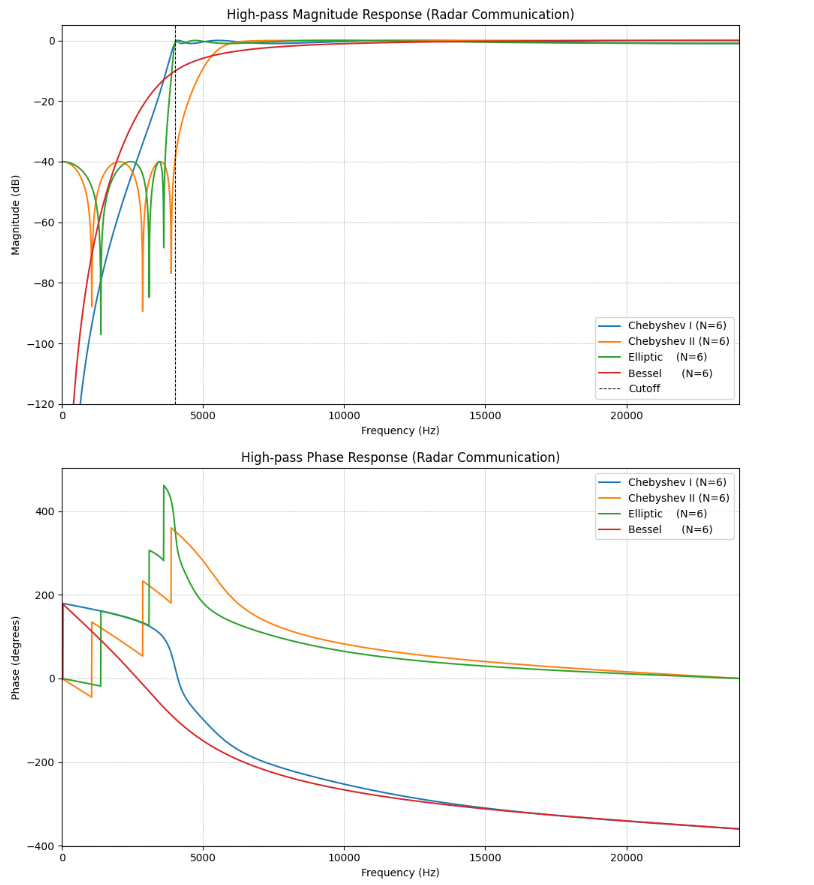 High-pass Magnitude Response (Radar Communication)
0
−20
−40
−60
−80
−100
−120
Magnitude (dB)
Chebyshev I (N=6)
Chebyshev II (N=6)
Elliptic (N=6)
Bessel (N=6)
Cutoff
0 5000 10000 15000 20000
Frequency (Hz)
High-pass Phase Response (Radar Communication)
400
200
0
−200
−400
Phase (degrees)
Chebyshev I (N=6)
Chebyshev II (N=6)
Elliptic (N=6)
Bessel (N=6)
0 5000 10000 15000 20000
Frequency (Hz)